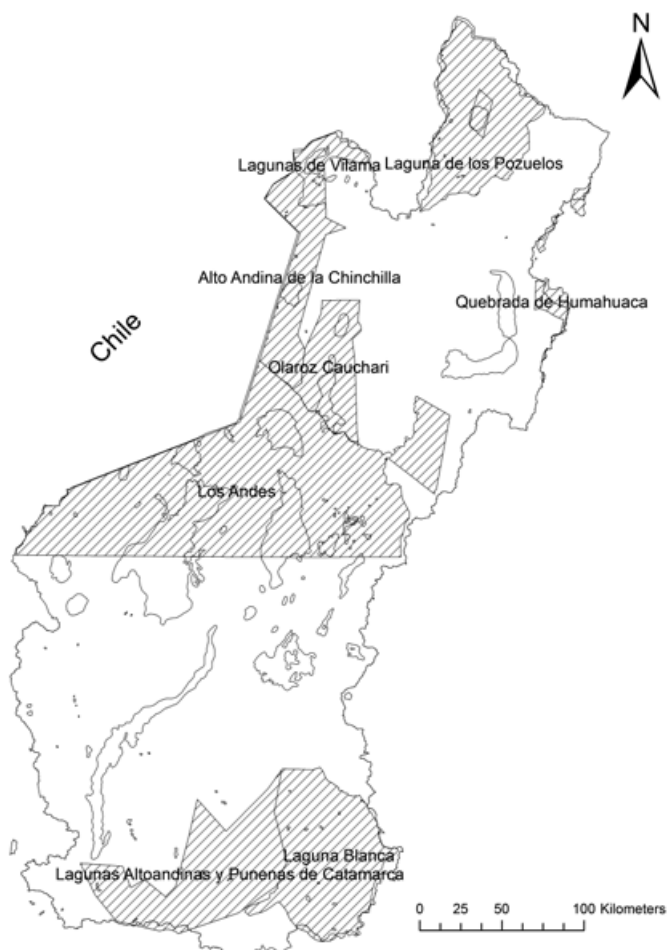 N
Lagunas de Vilama
Laguna de los Pozuelos
Alto Andina de la Chinchilla
Quebrada de Humahuaca
Chile
Olaroz Cauchari
Los Andes
Laguna Blanca
Lagunas Altoandinas y Punenas de Catamarca
0 25 50 100 Kilometers